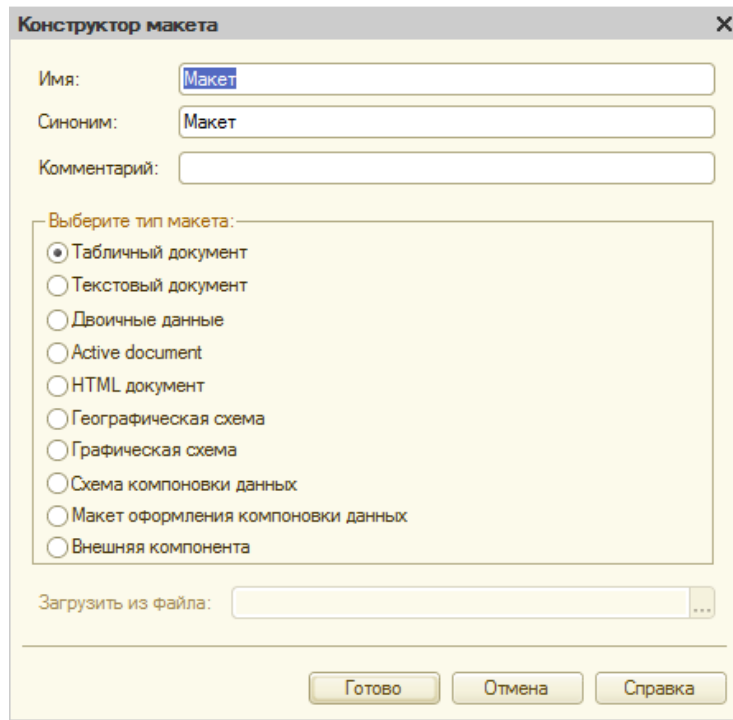 Конструктор макета
Имя: Макет
Синоним: Макет
Комментарий:
Выберите тип макета:
Табличный документ
Текстовый документ
Двоичные данные
Active document
HTML документ
Географическая схема
Графическая схема
Схема компоновки данных
Макет оформления компоновки данных
Внешняя компонента
Загрузить из файла: ...
Готово Отмена Справка